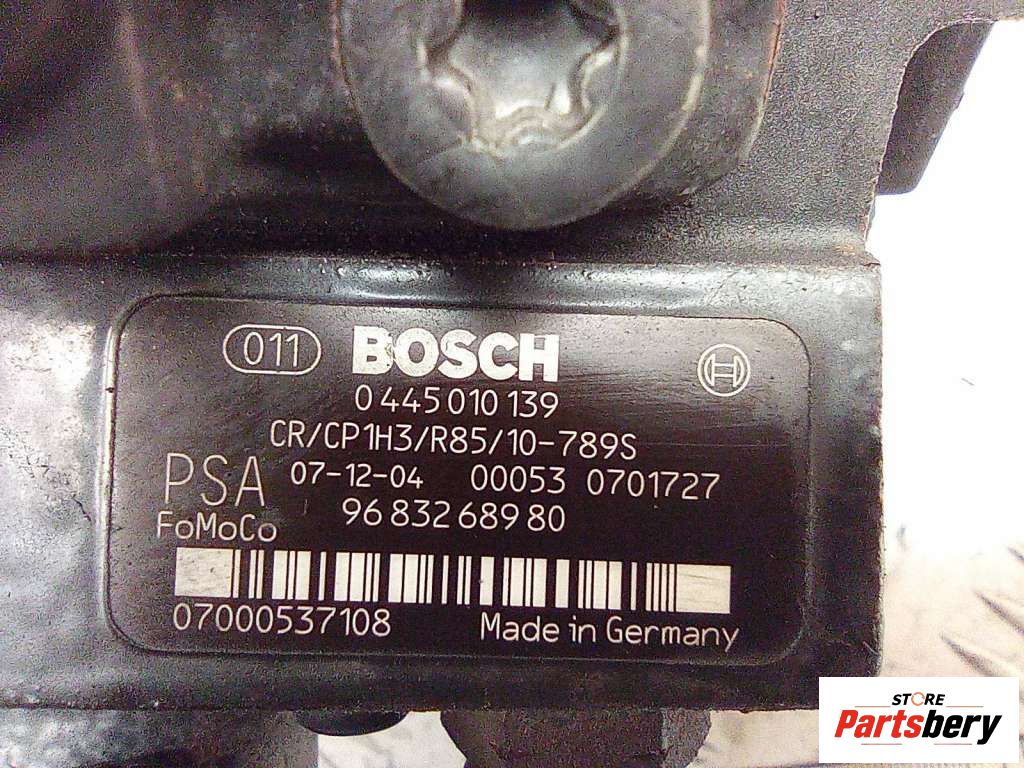 011 BOSCH
0 445 010 139
CR/CP1H3/R85/10-789S
PSA 07-12-04 00053 0701727
FoMoCo 96 832 689 80
07000537108 Made in Germany
STORE
Partsbery